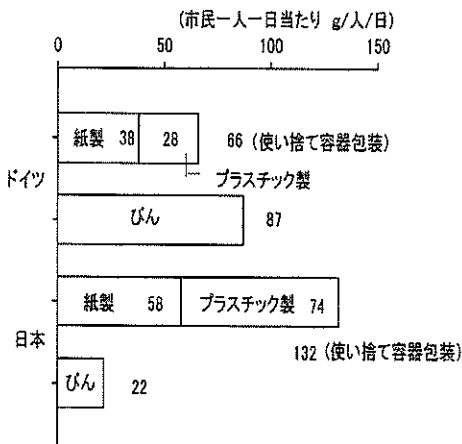 (市民一人一日当たり g/人/日)
0 50 100 150
紙製 38 28 66 (使い捨て容器包装)
プラスチック製
ドイツ
びん 87
紙製 58 プラスチック製 74
日本
132 (使い捨て容器包装)
びん 22